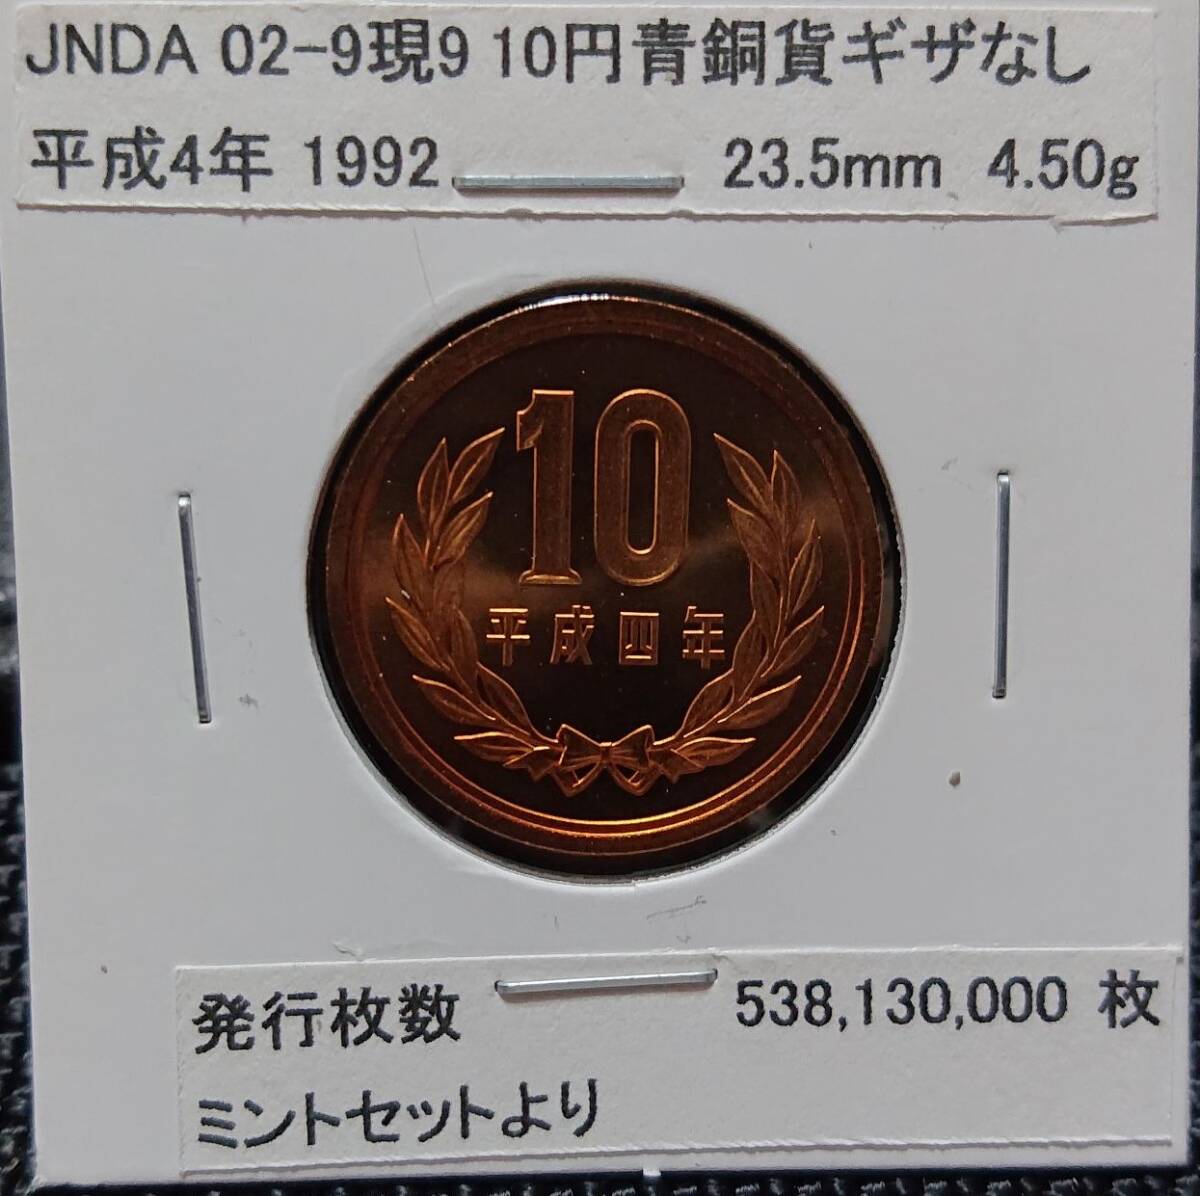 JNDA 02-9現9 10円青銅貨ギザなし
平成4年 1992 23.5mm 4.50g
10
平成四年
発行枚数 538,130,000 枚
ミントセットより